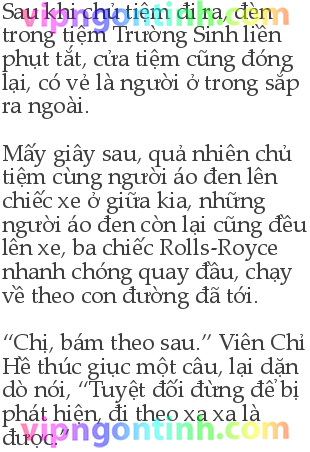 Sau khi chủ tiệm đi ra, đèn
trong tiệm Trường Sinh liền
phụt tắt, cửa tiệm cũng đóng
lại, có vẻ là người ở trong sắp
ra ngoài.
Mấy giây sau, quả nhiên chủ
tiệm cùng người áo đen lên
chiếc xe ở giữa kia, những
người áo đen còn lại cũng đều
lên xe, ba chiếc Rolls-Royce
nhanh chóng quay đầu, chạy
về theo con đường đã tới.
“Chị, bám theo sau.” Viên Chỉ
Hề thúc giục một câu, lại dặn
dò nói, “Tuyệt đối đừng để bị
phát hiện, đi theo xa xa là
được.”
vipngontinh.com
vipngontinh.com